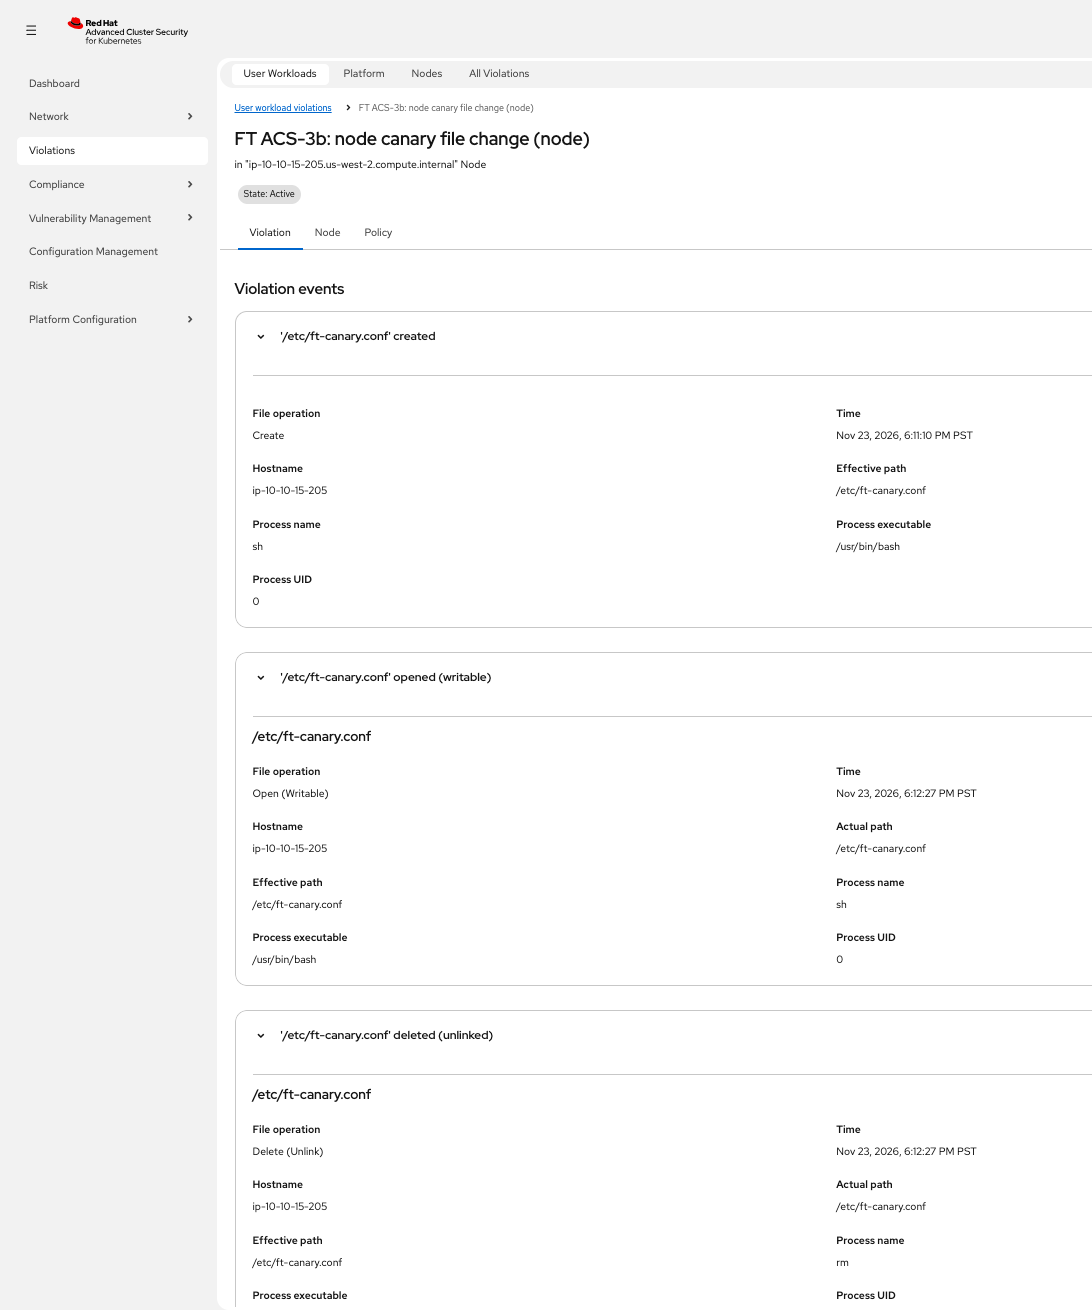 Red Hat
Advanced Cluster Security
for Kubernetes
Dashboard
Network
Violations
Compliance
Vulnerability Management
Configuration Management
Risk
Platform Configuration
User Workloads Platform Nodes All Violations
User workload violations FT ACS-3b: node canary file change (node)
FT ACS-3b: node canary file change (node)
in "ip-10-10-15-205.us-west-2.compute.internal" Node
State: Active
Violation Node Policy
Violation events
'/etc/ft-canary.conf' created
File operation Time
Create Nov 23, 2026, 6:11:10 PM PST
Hostname Effective path
ip-10-10-15-205 /etc/ft-canary.conf
Process name Process executable
sh /usr/bin/bash
Process UID
0
'/etc/ft-canary.conf' opened (writable)
/etc/ft-canary.conf
File operation Time
Open (Writable) Nov 23, 2026, 6:12:27 PM PST
Hostname Actual path
ip-10-10-15-205 /etc/ft-canary.conf
Effective path Process name
/etc/ft-canary.conf sh
Process executable Process UID
/usr/bin/bash 0
'/etc/ft-canary.conf' deleted (unlinked)
/etc/ft-canary.conf
File operation Time
Delete (Unlink) Nov 23, 2026, 6:12:27 PM PST
Hostname Actual path
ip-10-10-15-205 /etc/ft-canary.conf
Effective path Process name
/etc/ft-canary.conf rm
Process executable Process UID